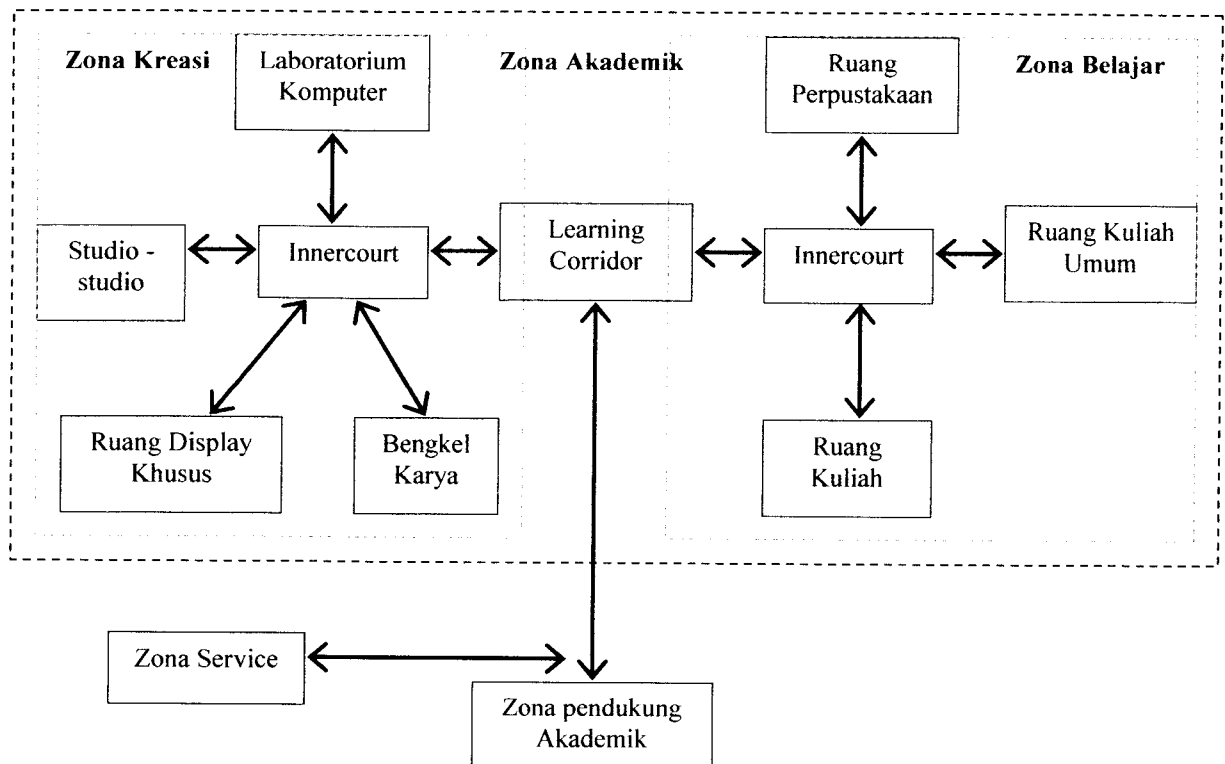 Zona Kreasi
Laboratorium
Komputer
Zona Akademik
Ruang
Perpustakaan
Zona Belajar
Studio -
studio
Innercourt
Learning
Corridor
Innercourt
Ruang Kuliah
Umum
Ruang Display
Khusus
Bengkel
Karya
Ruang
Kuliah
Zona Service
Zona pendukung
Akademik